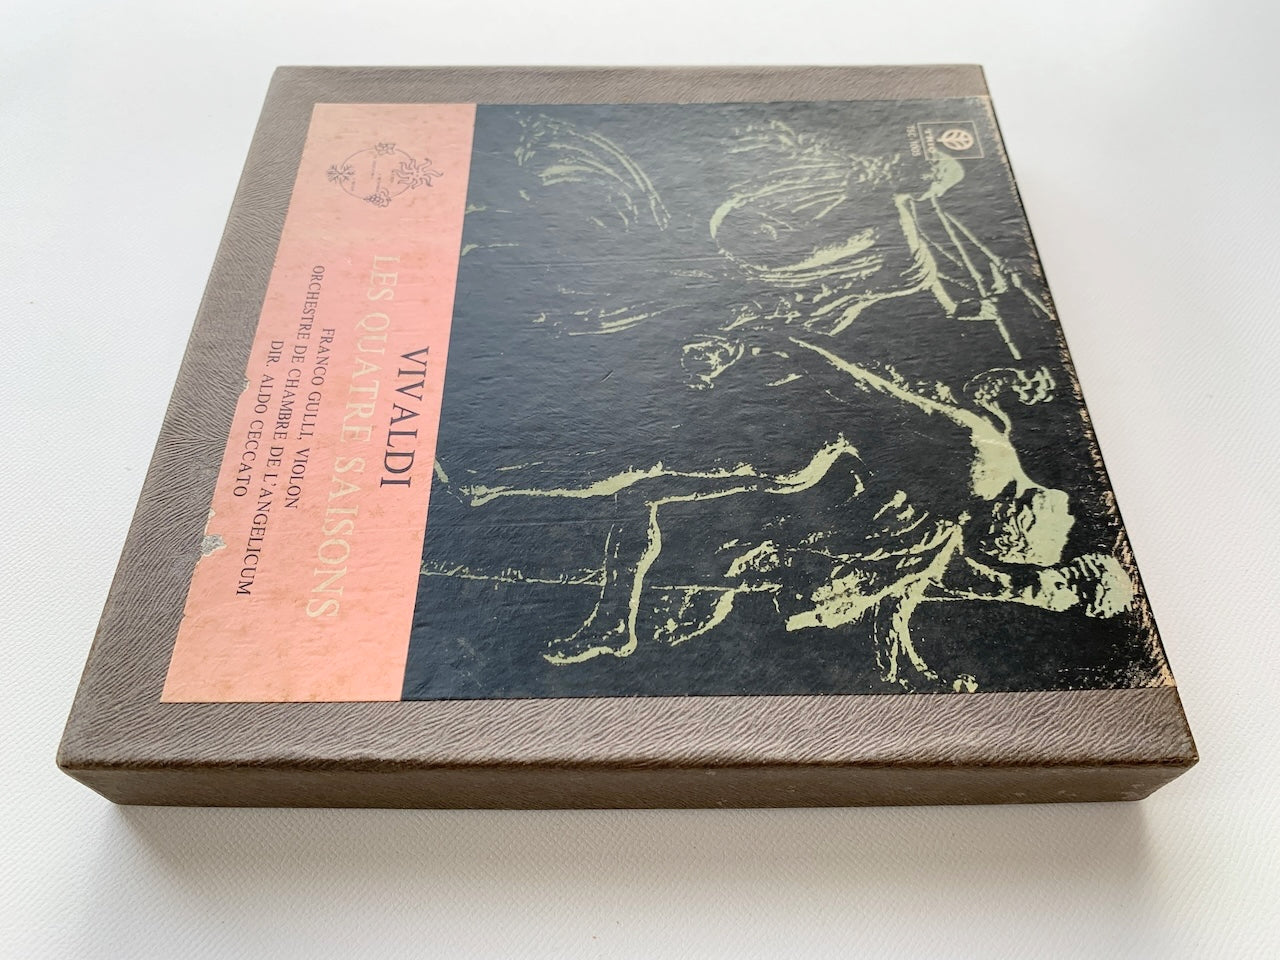 VIVALDI
LES QUATRE SAISONS
FRANCO GULLI, VIOLON
ORCHESTRE DE CHAMBRE DE L'ANGELICUM
DIR. ALDO CECCATO